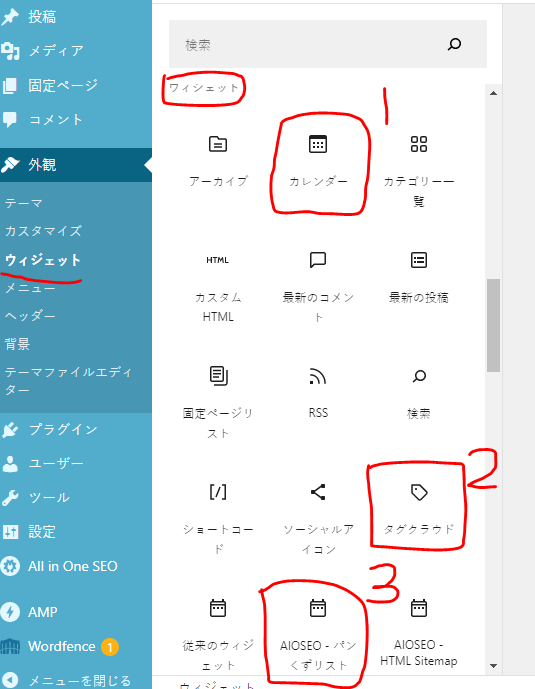 投稿
メディア
固定ページ
コメント
外観
テーマ
カスタマイズ
ウィジェット
メニュー
ヘッダー
背景
テーマファイルエディ
ター
プラグイン
ユーザー
ツール
設定
All in One SEO
AMP
Wordfence 1
メニューを閉じる
検索
ウィジェット
1
アーカイブ
カレンダー
カテゴリー一
覧
HTML
カスタム
HTML
最新のコメン
ト
最新の投稿
固定ページリ
スト
RSS
検索
2
[/]
ショートコー
ド
ソーシャルア
イコン
タグクラウド
3
従来のウィジ
ェット
ウィジェット
AIOSEO - パン
くずリスト
AIOSEO -
HTML Sitemap